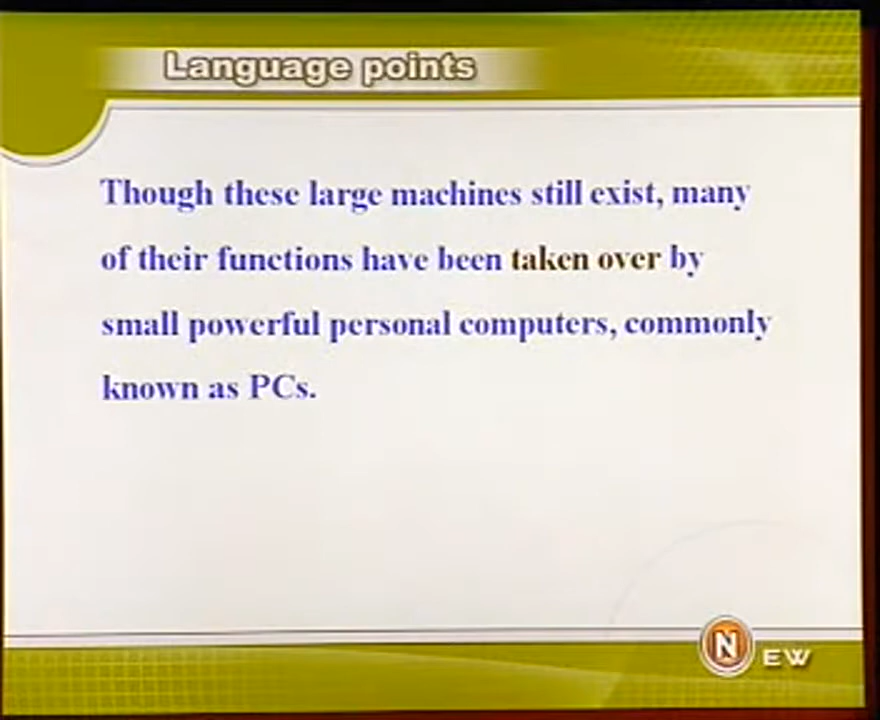 Language points
Though these large machines still exist, many
of their functions have been taken over by
small powerful personal computers, commonly
known as PCs.
N EW